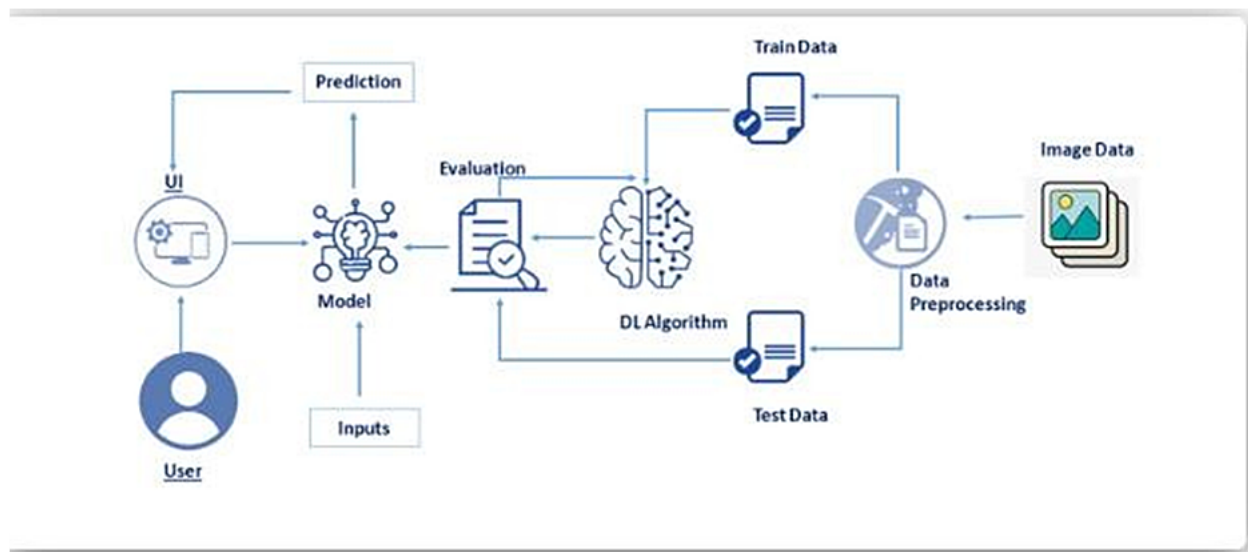 Train Data
Prediction
Image Data
Evaluation
UI
Data
Preprocessing
Model
DL Algorithm
Test Data
Inputs
User